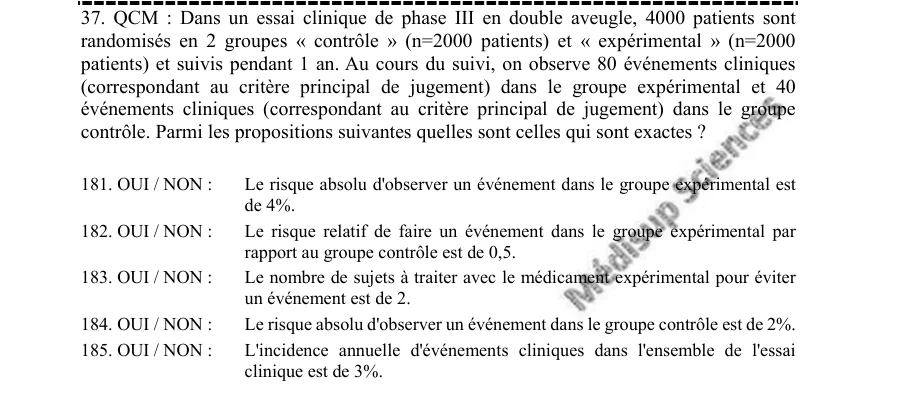 37. QCM : Dans un essai clinique de phase III en double aveugle, 4000 patients sont
randomisés en 2 groupes « contrôle » (n=2000 patients) et « expérimental » (n=2000
patients) et suivis pendant 1 an. Au cours du suivi, on observe 80 événements cliniques
(correspondant au critère principal de jugement) dans le groupe expérimental et 40
événements cliniques (correspondant au critère principal de jugement) dans le groupe
contrôle. Parmi les propositions suivantes quelles sont celles qui sont exactes ?
181. OUI / NON : Le risque absolu d'observer un événement dans le groupe expérimental est
de 4%.
182. OUI / NON : Le risque relatif de faire un événement dans le groupe expérimental par
rapport au groupe contrôle est de 0,5.
183. OUI / NON : Le nombre de sujets à traiter avec le médicament expérimental pour éviter
un événement est de 2.
184. OUI / NON : Le risque absolu d'observer un événement dans le groupe contrôle est de 2%.
185. OUI / NON : L'incidence annuelle d'événements cliniques dans l'ensemble de l'essai
clinique est de 3%.
Médisup Sciences